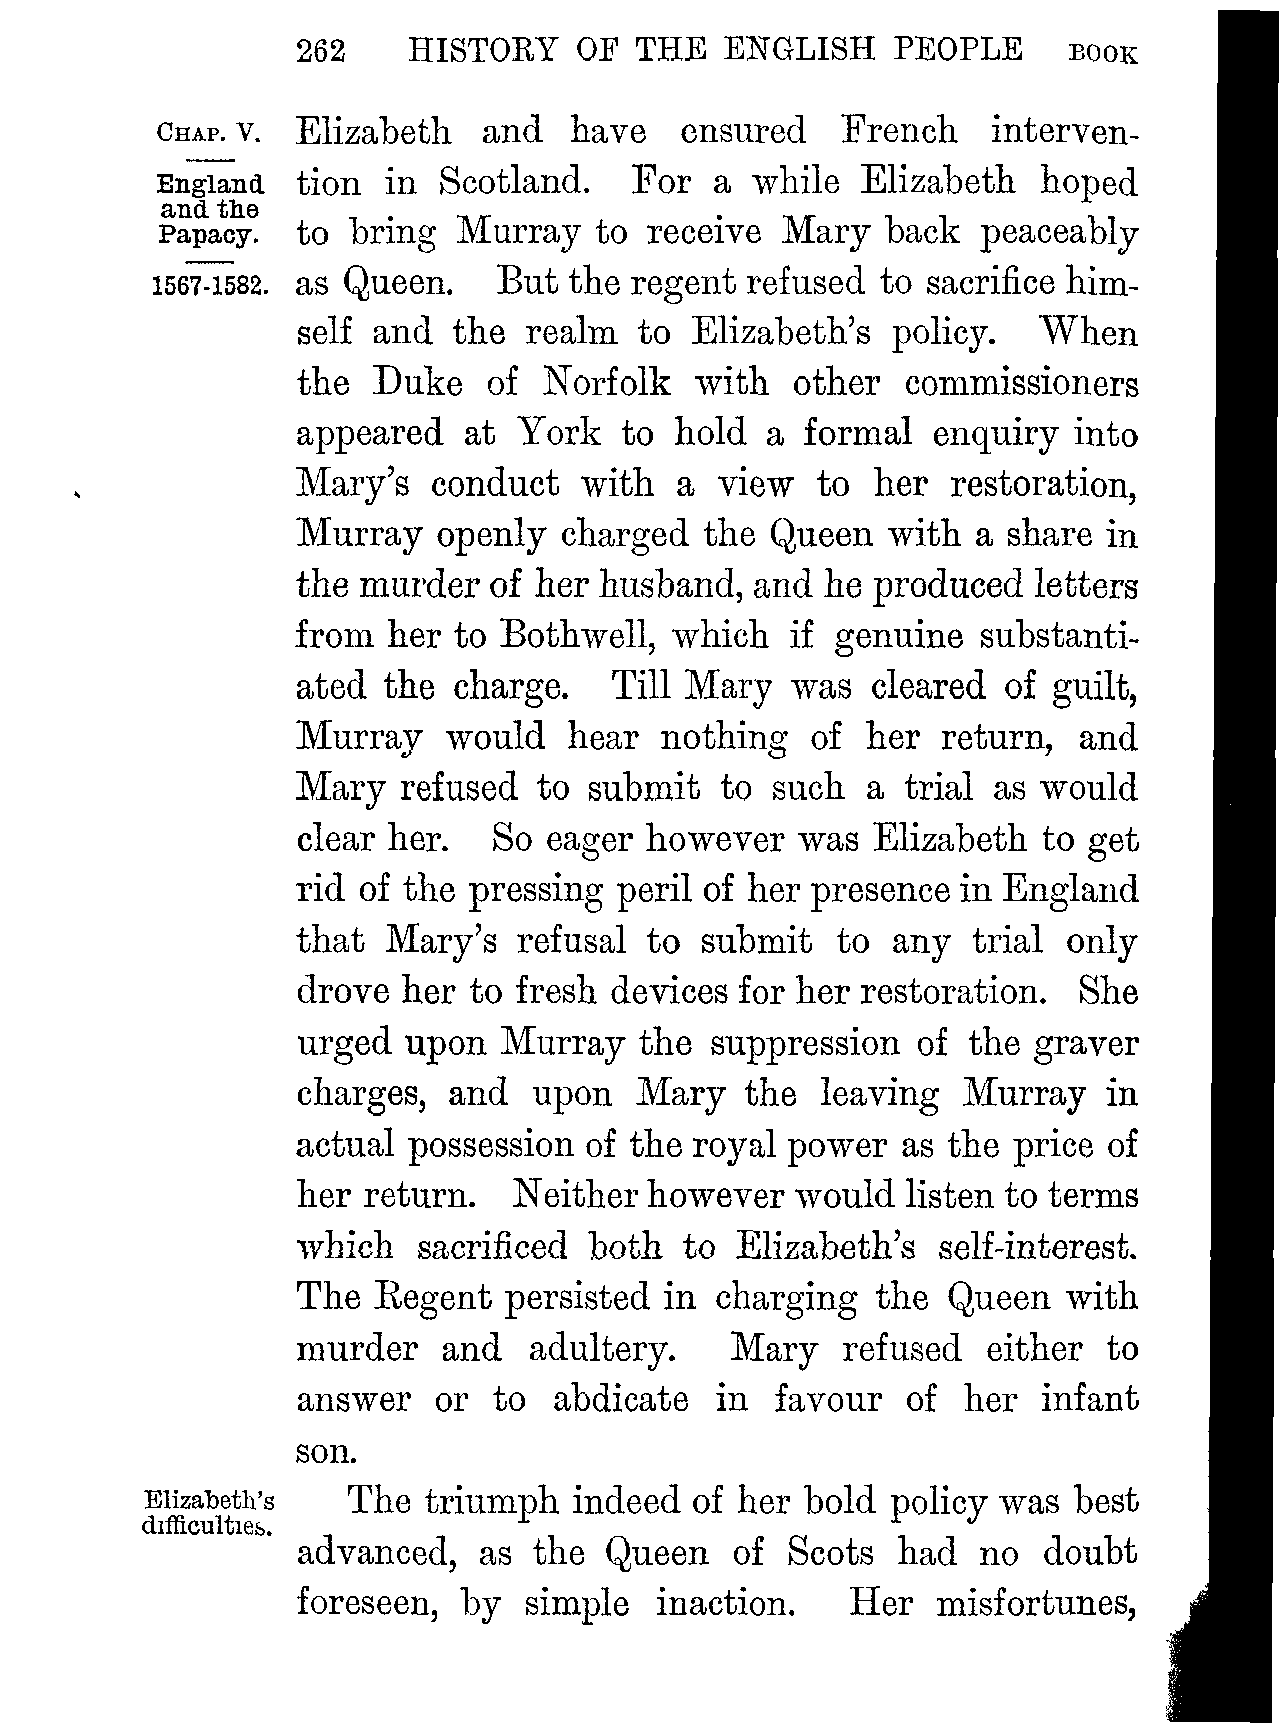 262 HISTORY OF THE ENGLISH PEOPLE BOOK
CHAP. V.
England
and the
Papacy.
1567-1582.
Elizabeth and have ensured French interven-
tion in Scotland. For a while Elizabeth hoped
to bring Murray to receive Mary back peaceably
as Queen. But the regent refused to sacrifice him-
self and the realm to Elizabeth's policy. When
the Duke of Norfolk with other commissioners
appeared at York to hold a formal enquiry into
Mary's conduct with a view to her restoration,
Murray openly charged the Queen with a share in
the murder of her husband, and he produced letters
from her to Bothwell, which if genuine substanti-
ated the charge. Till Mary was cleared of guilt,
Murray would hear nothing of her return, and
Mary refused to submit to such a trial as would
clear her. So eager however was Elizabeth to get
rid of the pressing peril of her presence in England
that Mary's refusal to submit to any trial only
drove her to fresh devices for her restoration. She
urged upon Murray the suppression of the graver
charges, and upon Mary the leaving Murray in
actual possession of the royal power as the price of
her return. Neither however would listen to terms
which sacrificed both to Elizabeth's self-interest.
The Regent persisted in charging the Queen with
murder and adultery. Mary refused either to
answer or to abdicate in favour of her infant
son.
Elizabeth's
difficulties.
The triumph indeed of her bold policy was best
advanced, as the Queen of Scots had no doubt
foreseen, by simple inaction. Her misfortunes,